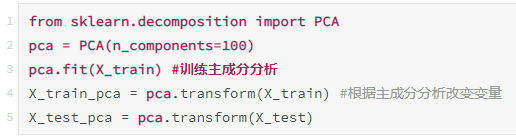 1 from sklearn.decomposition import PCA
2 pca = PCA(n_components=100)
3 pca.fit(X_train) #训练主成分分析
4 X_train_pca = pca.transform(X_train) #根据主成分分析改变变量
5 X_test_pca = pca.transform(X_test)